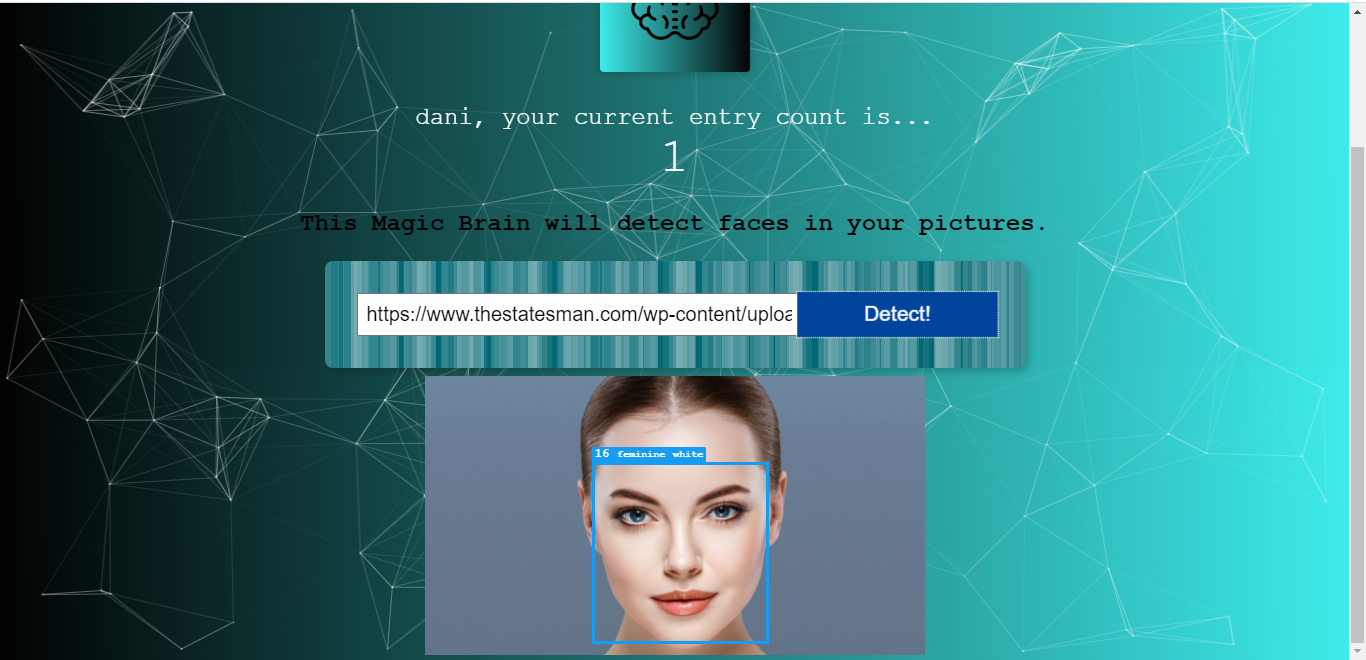 dani, your current entry count is...
1
This Magic Brain will detect faces in your pictures.
https://www.thestatesman.com/wp-content/uploa
Detect!
16 feminine white